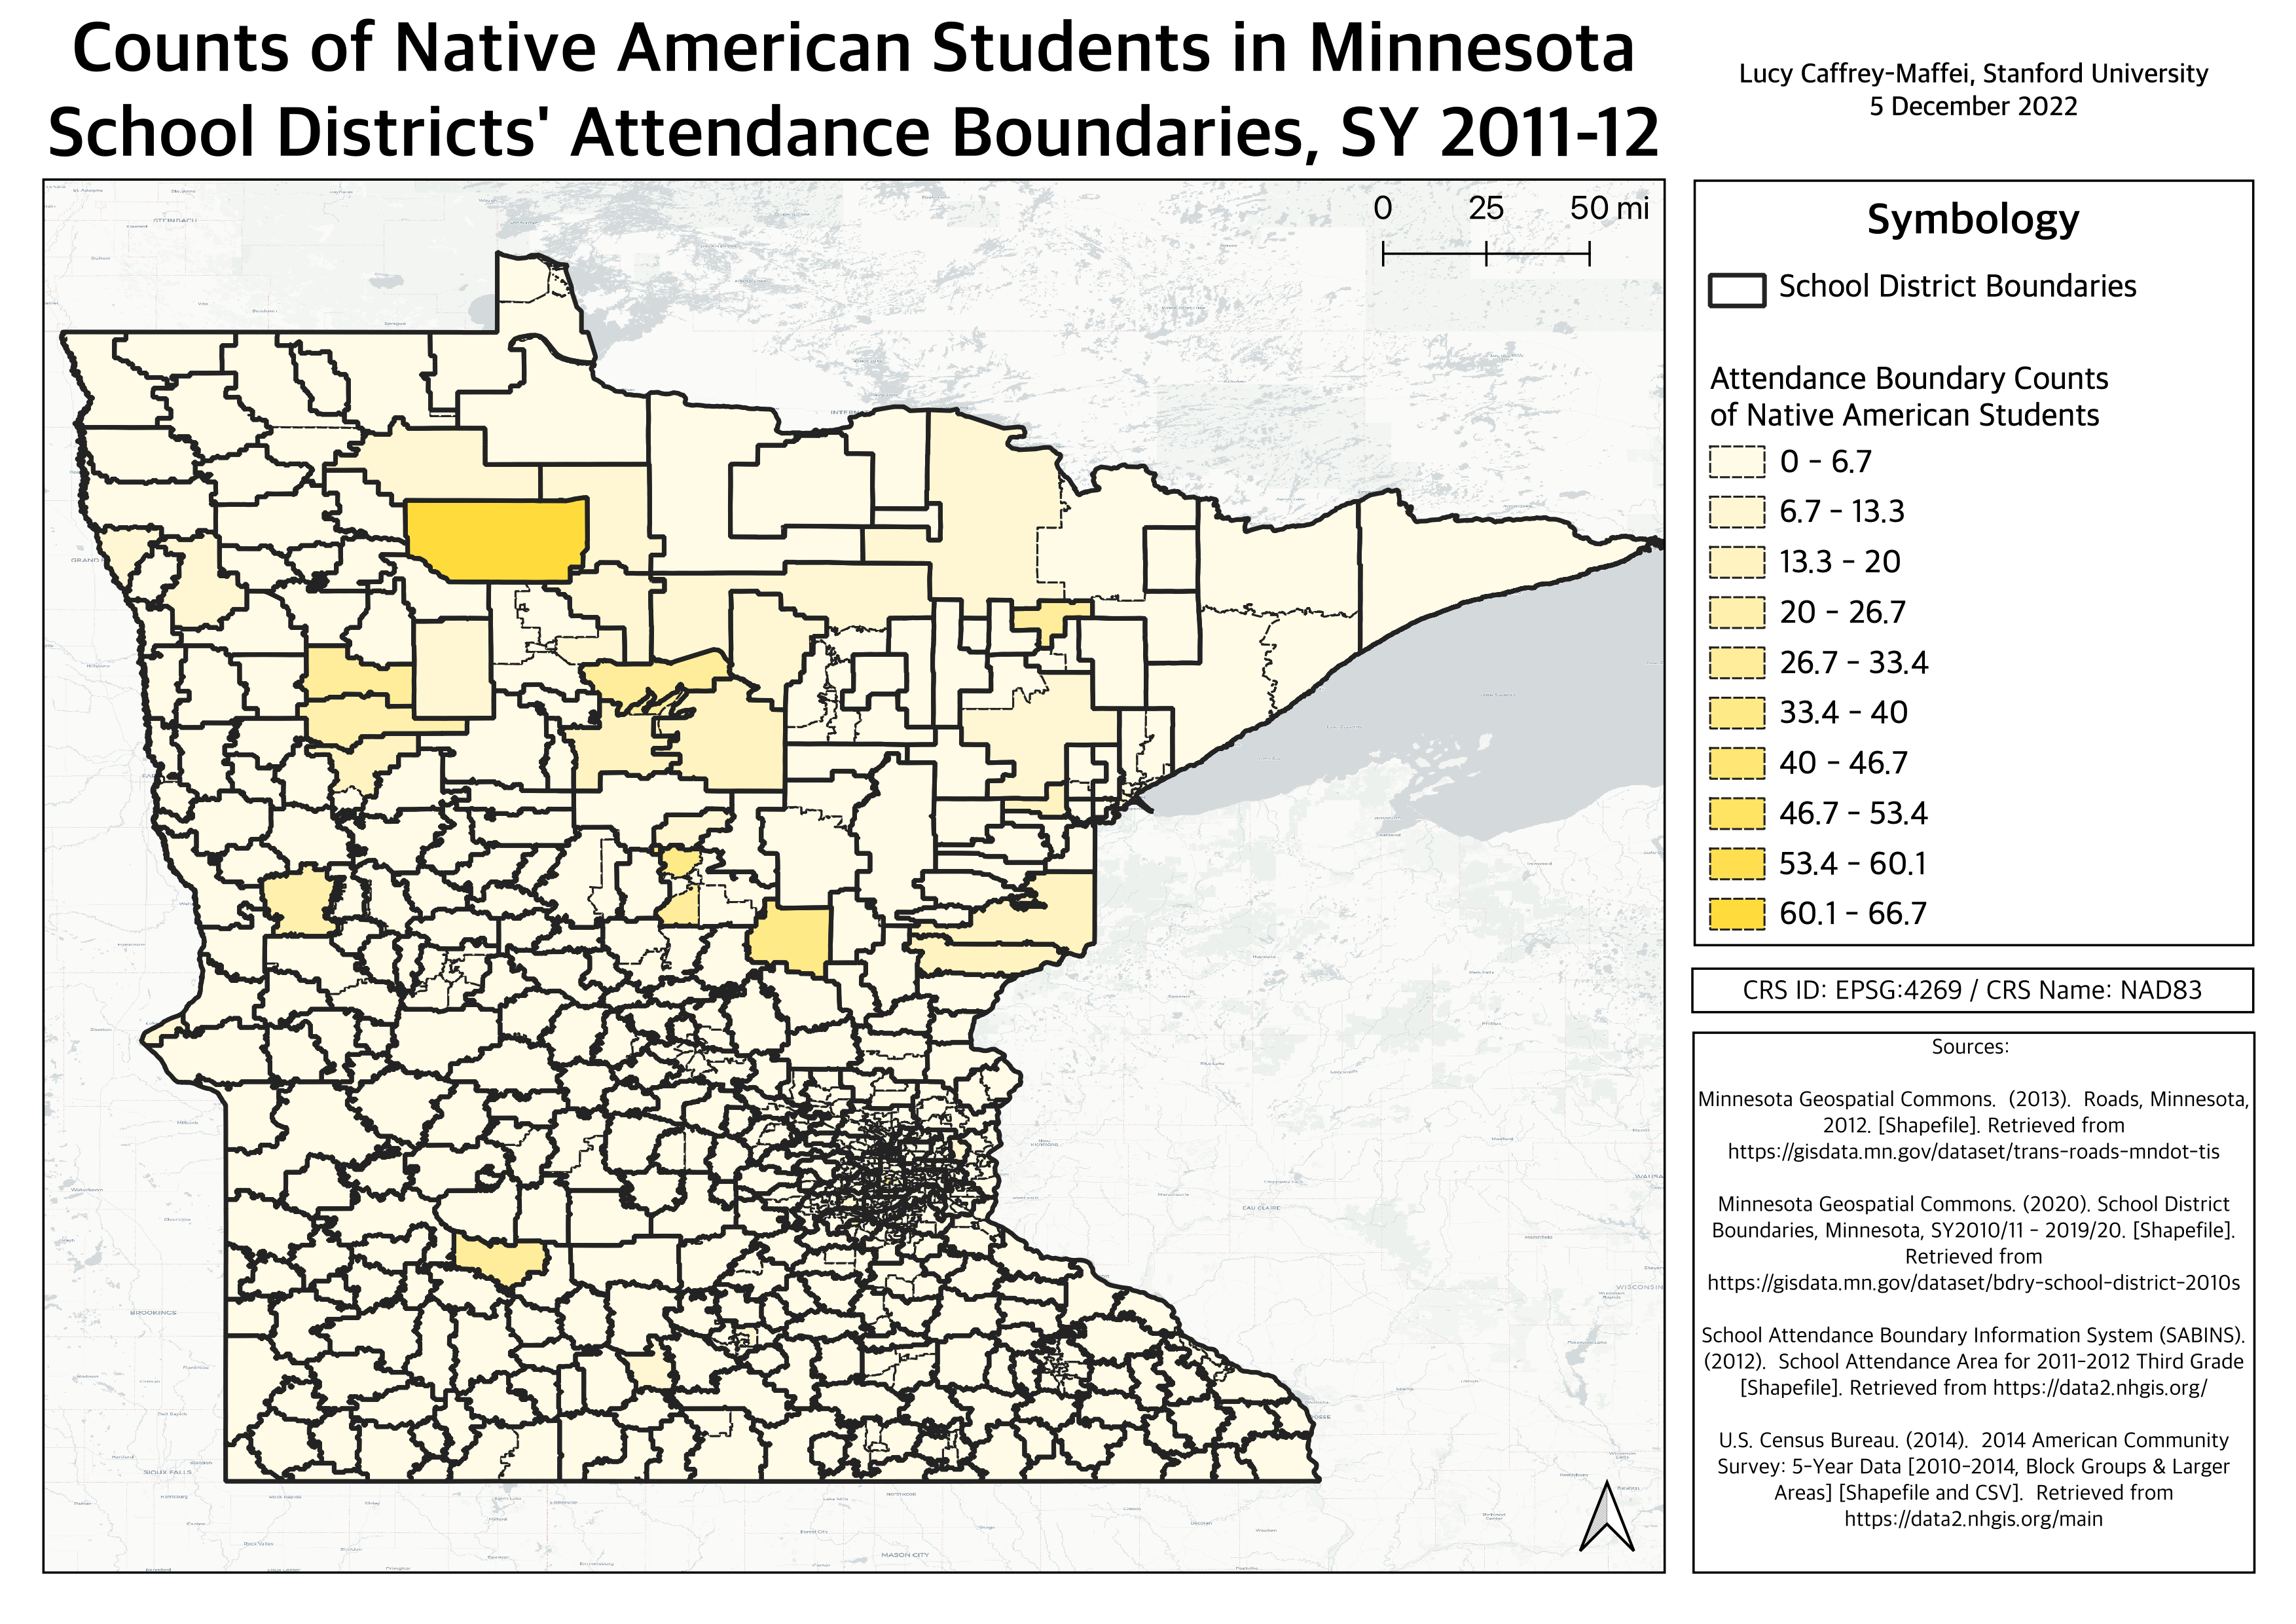 Counts of Native American Students in Minnesota
School Districts' Attendance Boundaries, SY 2011-12
Lucy Caffrey-Maffei, Stanford University
5 December 2022
0 25 50 mi
STEINBACH
BROOKINGS
SIOUX FALLS
MASON CITY
EAU CLAIRE
Symbology
School District Boundaries
Attendance Boundary Counts
of Native American Students
0 - 6.7
6.7 - 13.3
13.3 - 20
20 - 26.7
26.7 - 33.4
33.4 - 40
40 - 46.7
46.7 - 53.4
53.4 - 60.1
60.1 - 66.7
CRS ID: EPSG:4269 / CRS Name: NAD83
Sources:
Minnesota Geospatial Commons. (2013). Roads, Minnesota,
2012. [Shapefile]. Retrieved from
https://gisdata.mn.gov/dataset/trans-roads-mndot-tis
Minnesota Geospatial Commons. (2020). School District
Boundaries, Minnesota, SY2010/11 - 2019/20. [Shapefile].
Retrieved from
https://gisdata.mn.gov/dataset/bdry-school-district-2010s
School Attendance Boundary Information System (SABINS).
(2012). School Attendance Area for 2011-2012 Third Grade
[Shapefile]. Retrieved from https://data2.nhgis.org/
U.S. Census Bureau. (2014). 2014 American Community
Survey: 5-Year Data [2010-2014, Block Groups & Larger
Areas] [Shapefile and CSV]. Retrieved from
https://data2.nhgis.org/main